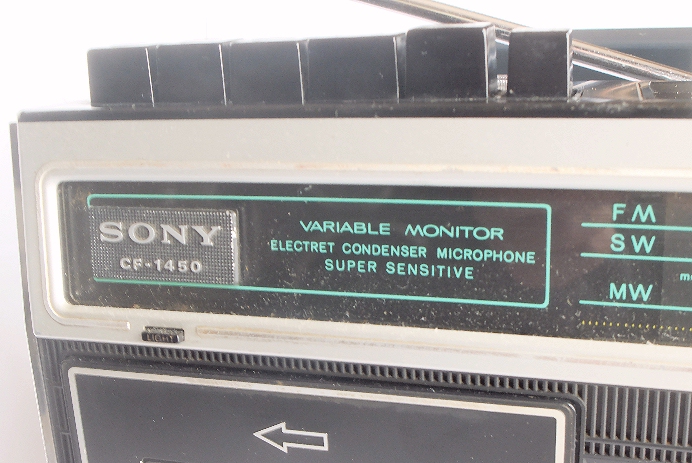 SONY
CF-1450
VARIABLE MONITOR
ELECTRET CONDENSER MICROPHONE
SUPER SENSITIVE
FM
SW
MW
LIGHT